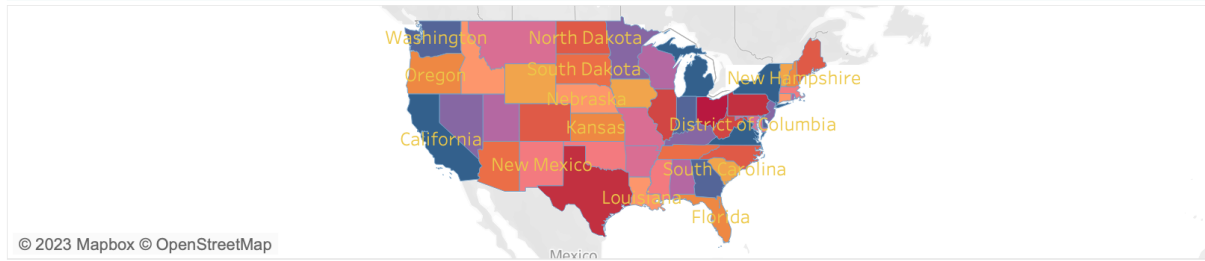 Washington
North Dakota
Oregon
South Dakota
New Hampshire
Nebraska
Kansas
District of Columbia
California
New Mexico
South Carolina
Louisiana
Florida
© 2023 Mapbox © OpenStreetMap
Mexico